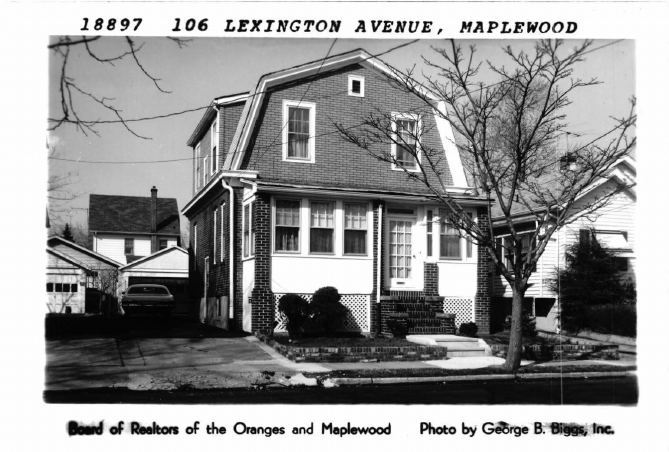 18897 106 LEXINGTON AVENUE, MAPLEWOOD
Board of Realtors of the Oranges and Maplewood Photo by George B. Biggs, Inc.